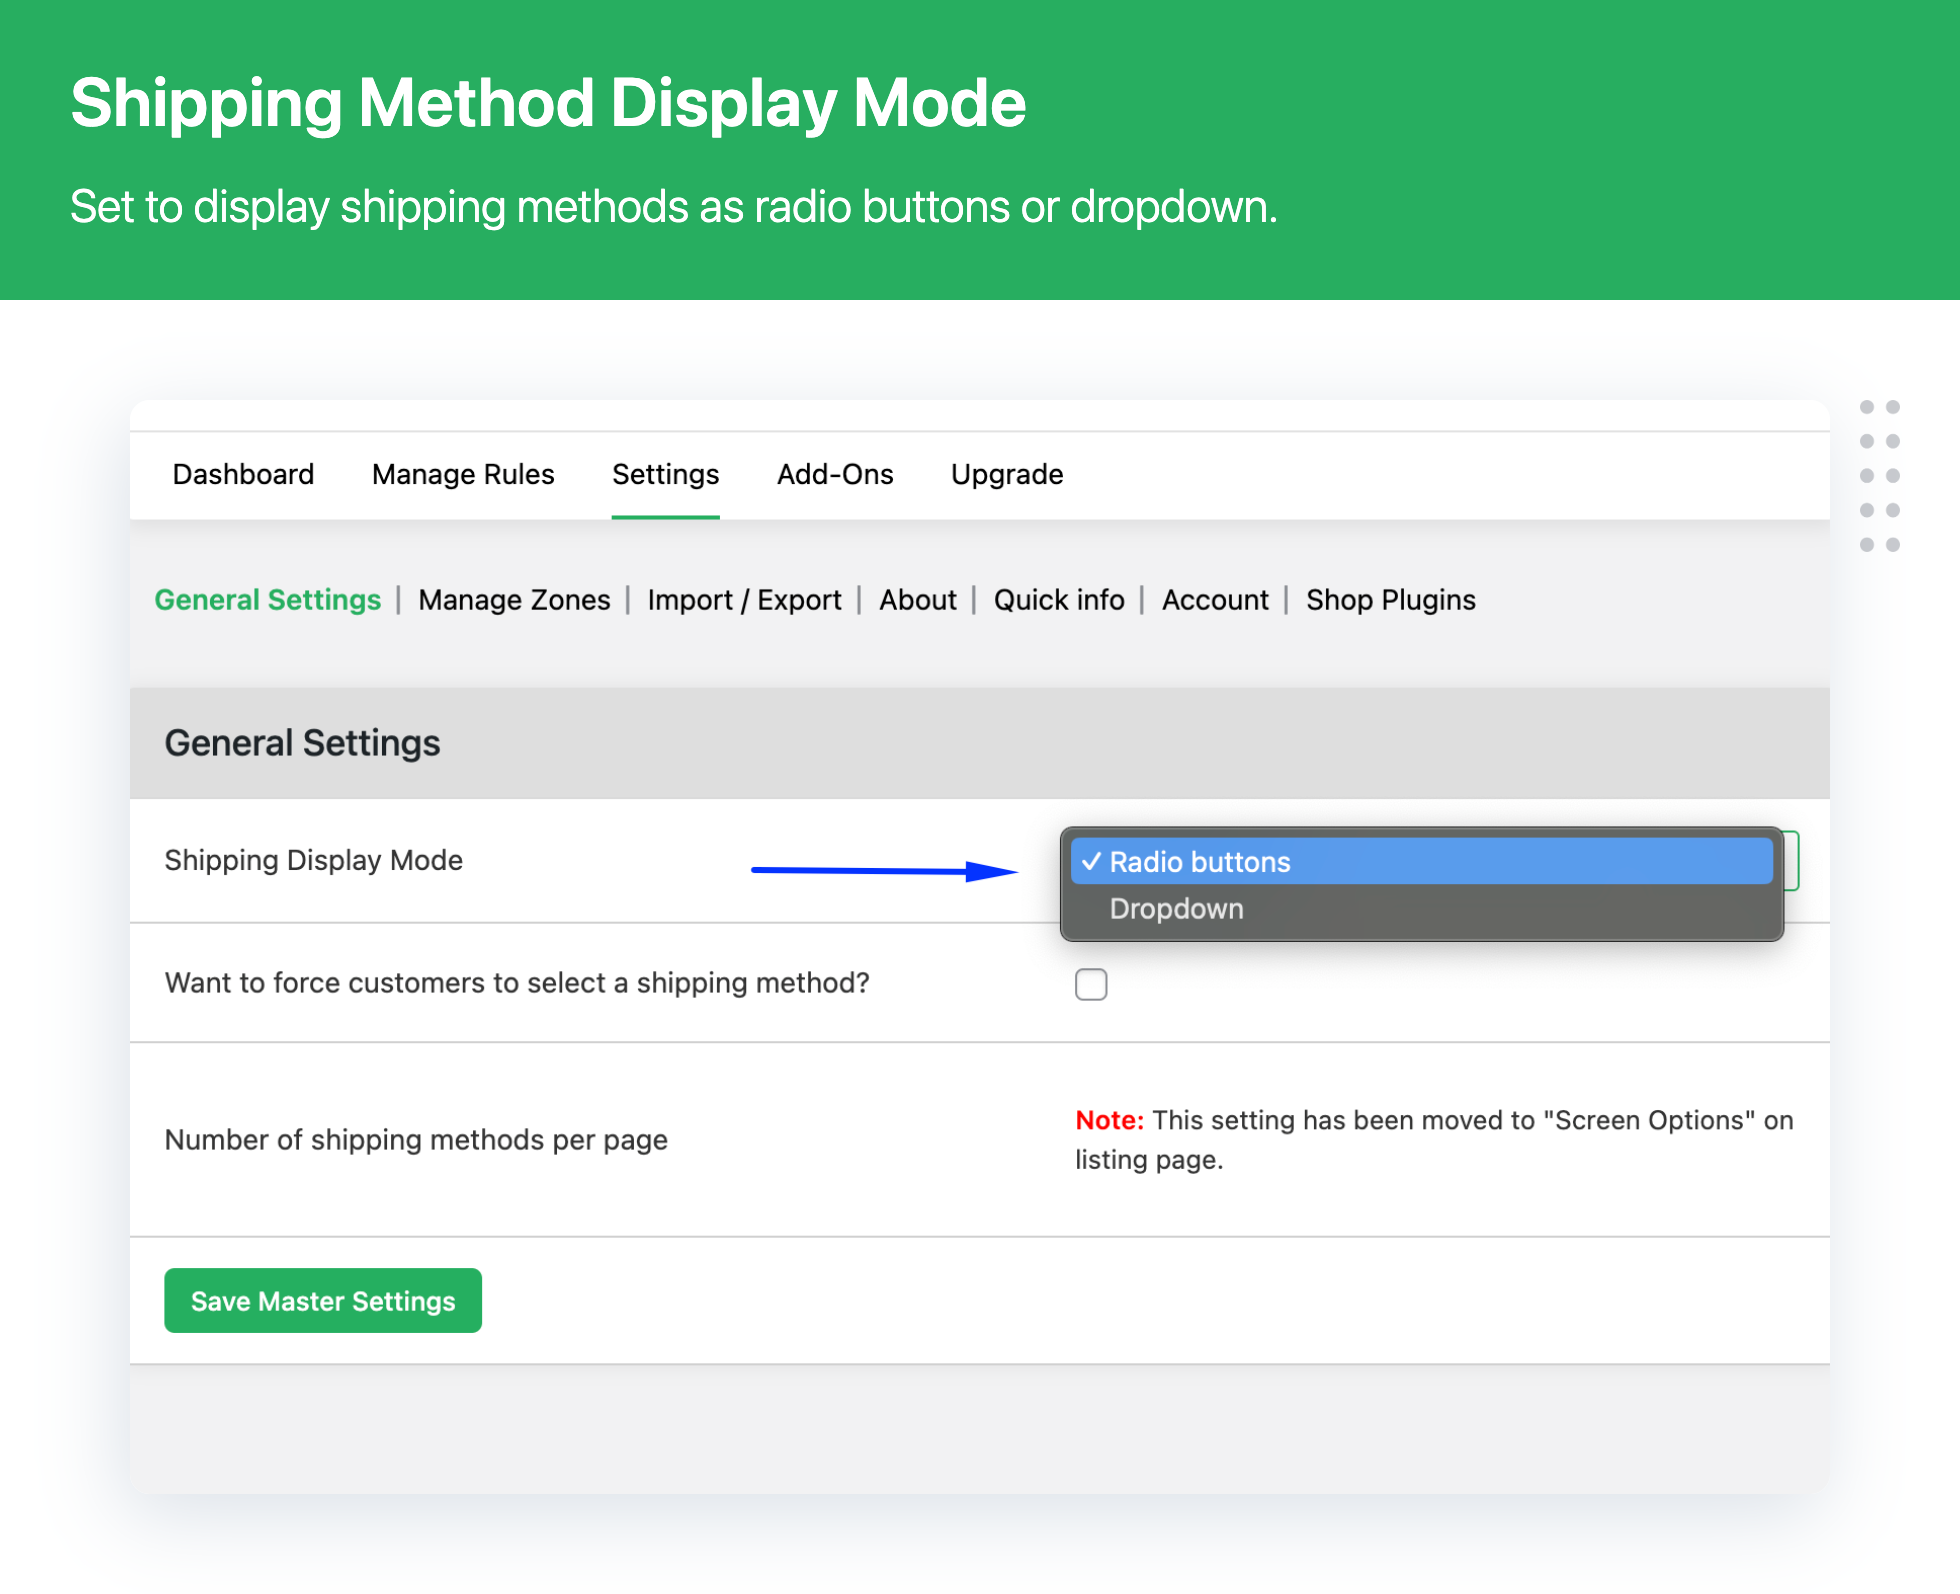 Shipping Method Display Mode
Set to display shipping methods as radio buttons or dropdown.
Dashboard Manage Rules Settings Add-Ons Upgrade
General Settings | Manage Zones | Import / Export | About | Quick info | Account | Shop Plugins
General Settings
Shipping Display Mode
✓ Radio buttons
Dropdown
Want to force customers to select a shipping method?
Number of shipping methods per page
Note: This setting has been moved to "Screen Options" on
listing page.
Save Master Settings